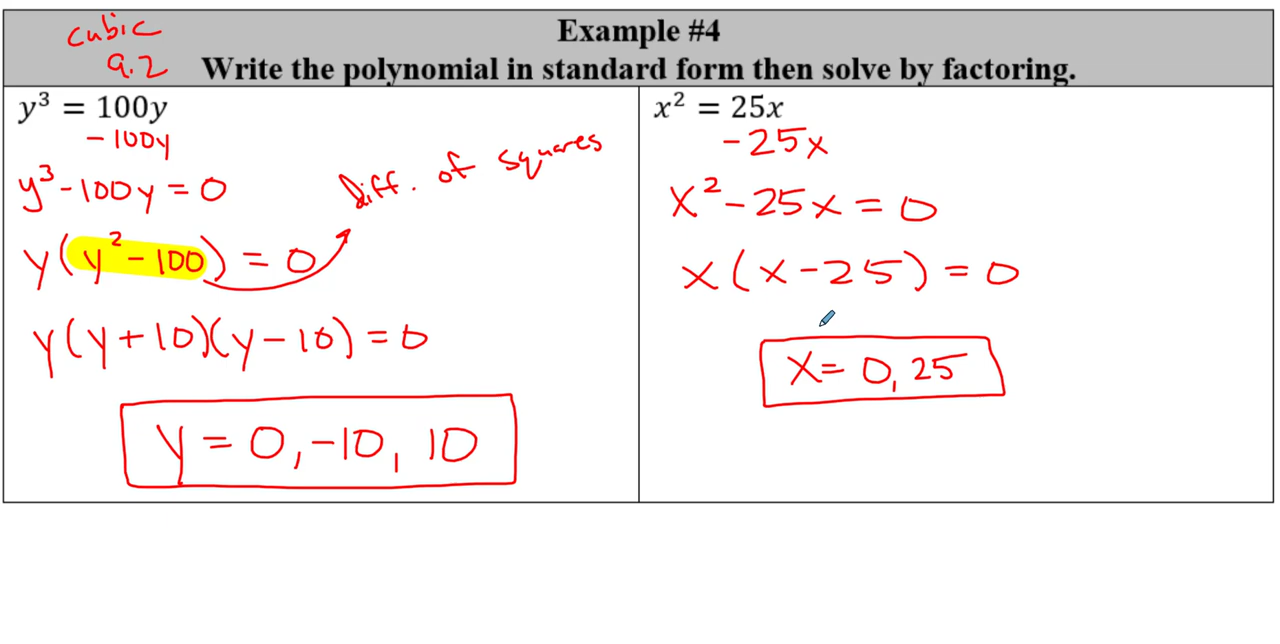 cubic
9.2
Example #4
Write the polynomial in standard form then solve by factoring.
y³ = 100y
-100y
y³ - 100y = 0
diff. of squares
y(y² - 100) = 0
y(y + 10)(y - 10) = 0
y = 0, -10, 10
x² = 25x
-25x
x² - 25x = 0
x(x - 25) = 0
x = 0, 25